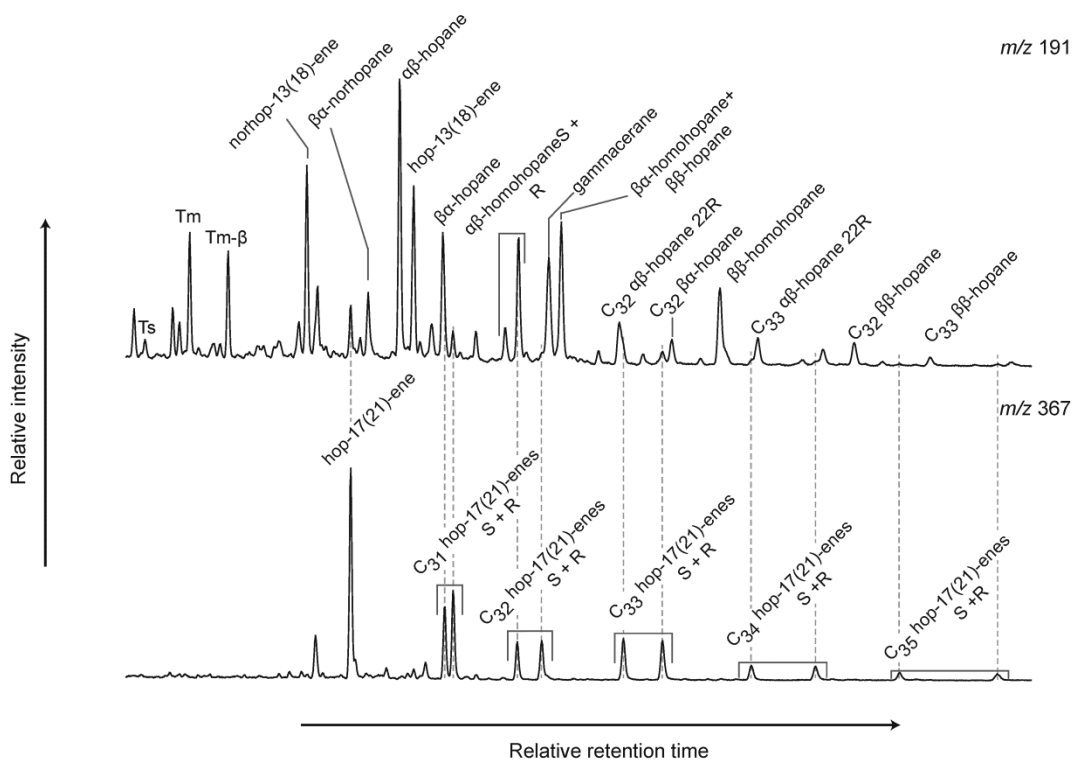 m/z 191
norhop-13(18)-ene
βα-norhopane
αβ-hopane
hop-13(18)-ene
βα-hopane
αβ-homohopaneS +
R
gammacerane
βα-homohopane+
ββ-hopane
Ts
Tm
Tm-β
C32 αβ-hopane 22R
C32 βα-hopane
ββ-homohopane
C33 αβ-hopane 22R
C32 ββ-hopane
C33 ββ-hopane
m/z 367
hop-17(21)-ene
C31 hop-17(21)-enes
S + R
C32 hop-17(21)-enes
S + R
C33 hop-17(21)-enes
S + R
C34 hop-17(21)-enes
S +R
C35 hop-17(21)-enes
S +R
Relative intensity
Relative retention time